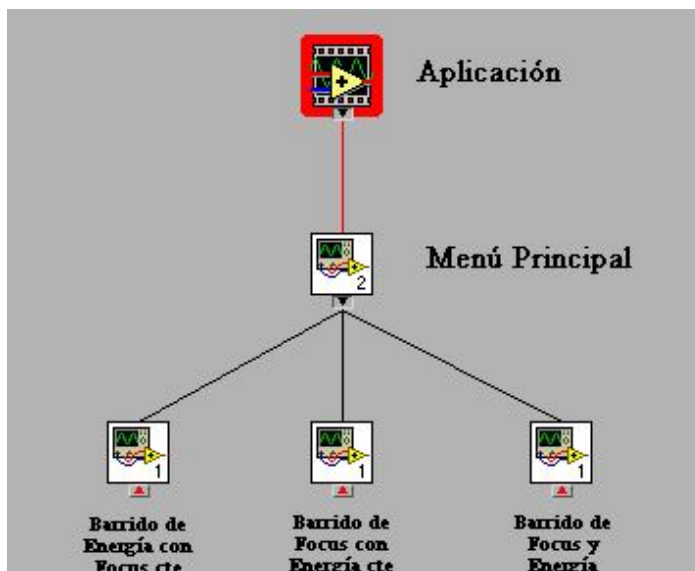 Aplicación
Menú Principal
2
1
1
1
Barrido de
Energía con
Focus cte
Barrido de
Focus con
Energía cte
Barrido de
Focus y
Energía